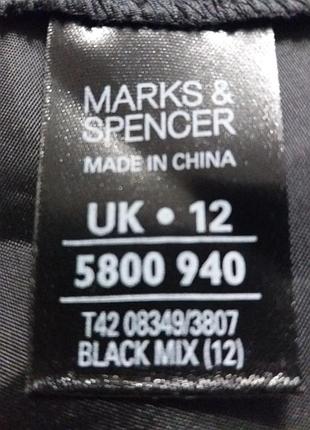 MARKS &
SPENCER
MADE IN CHINA
UK • 12
5800 940
T42 08349/3807
BLACK MIX (12)